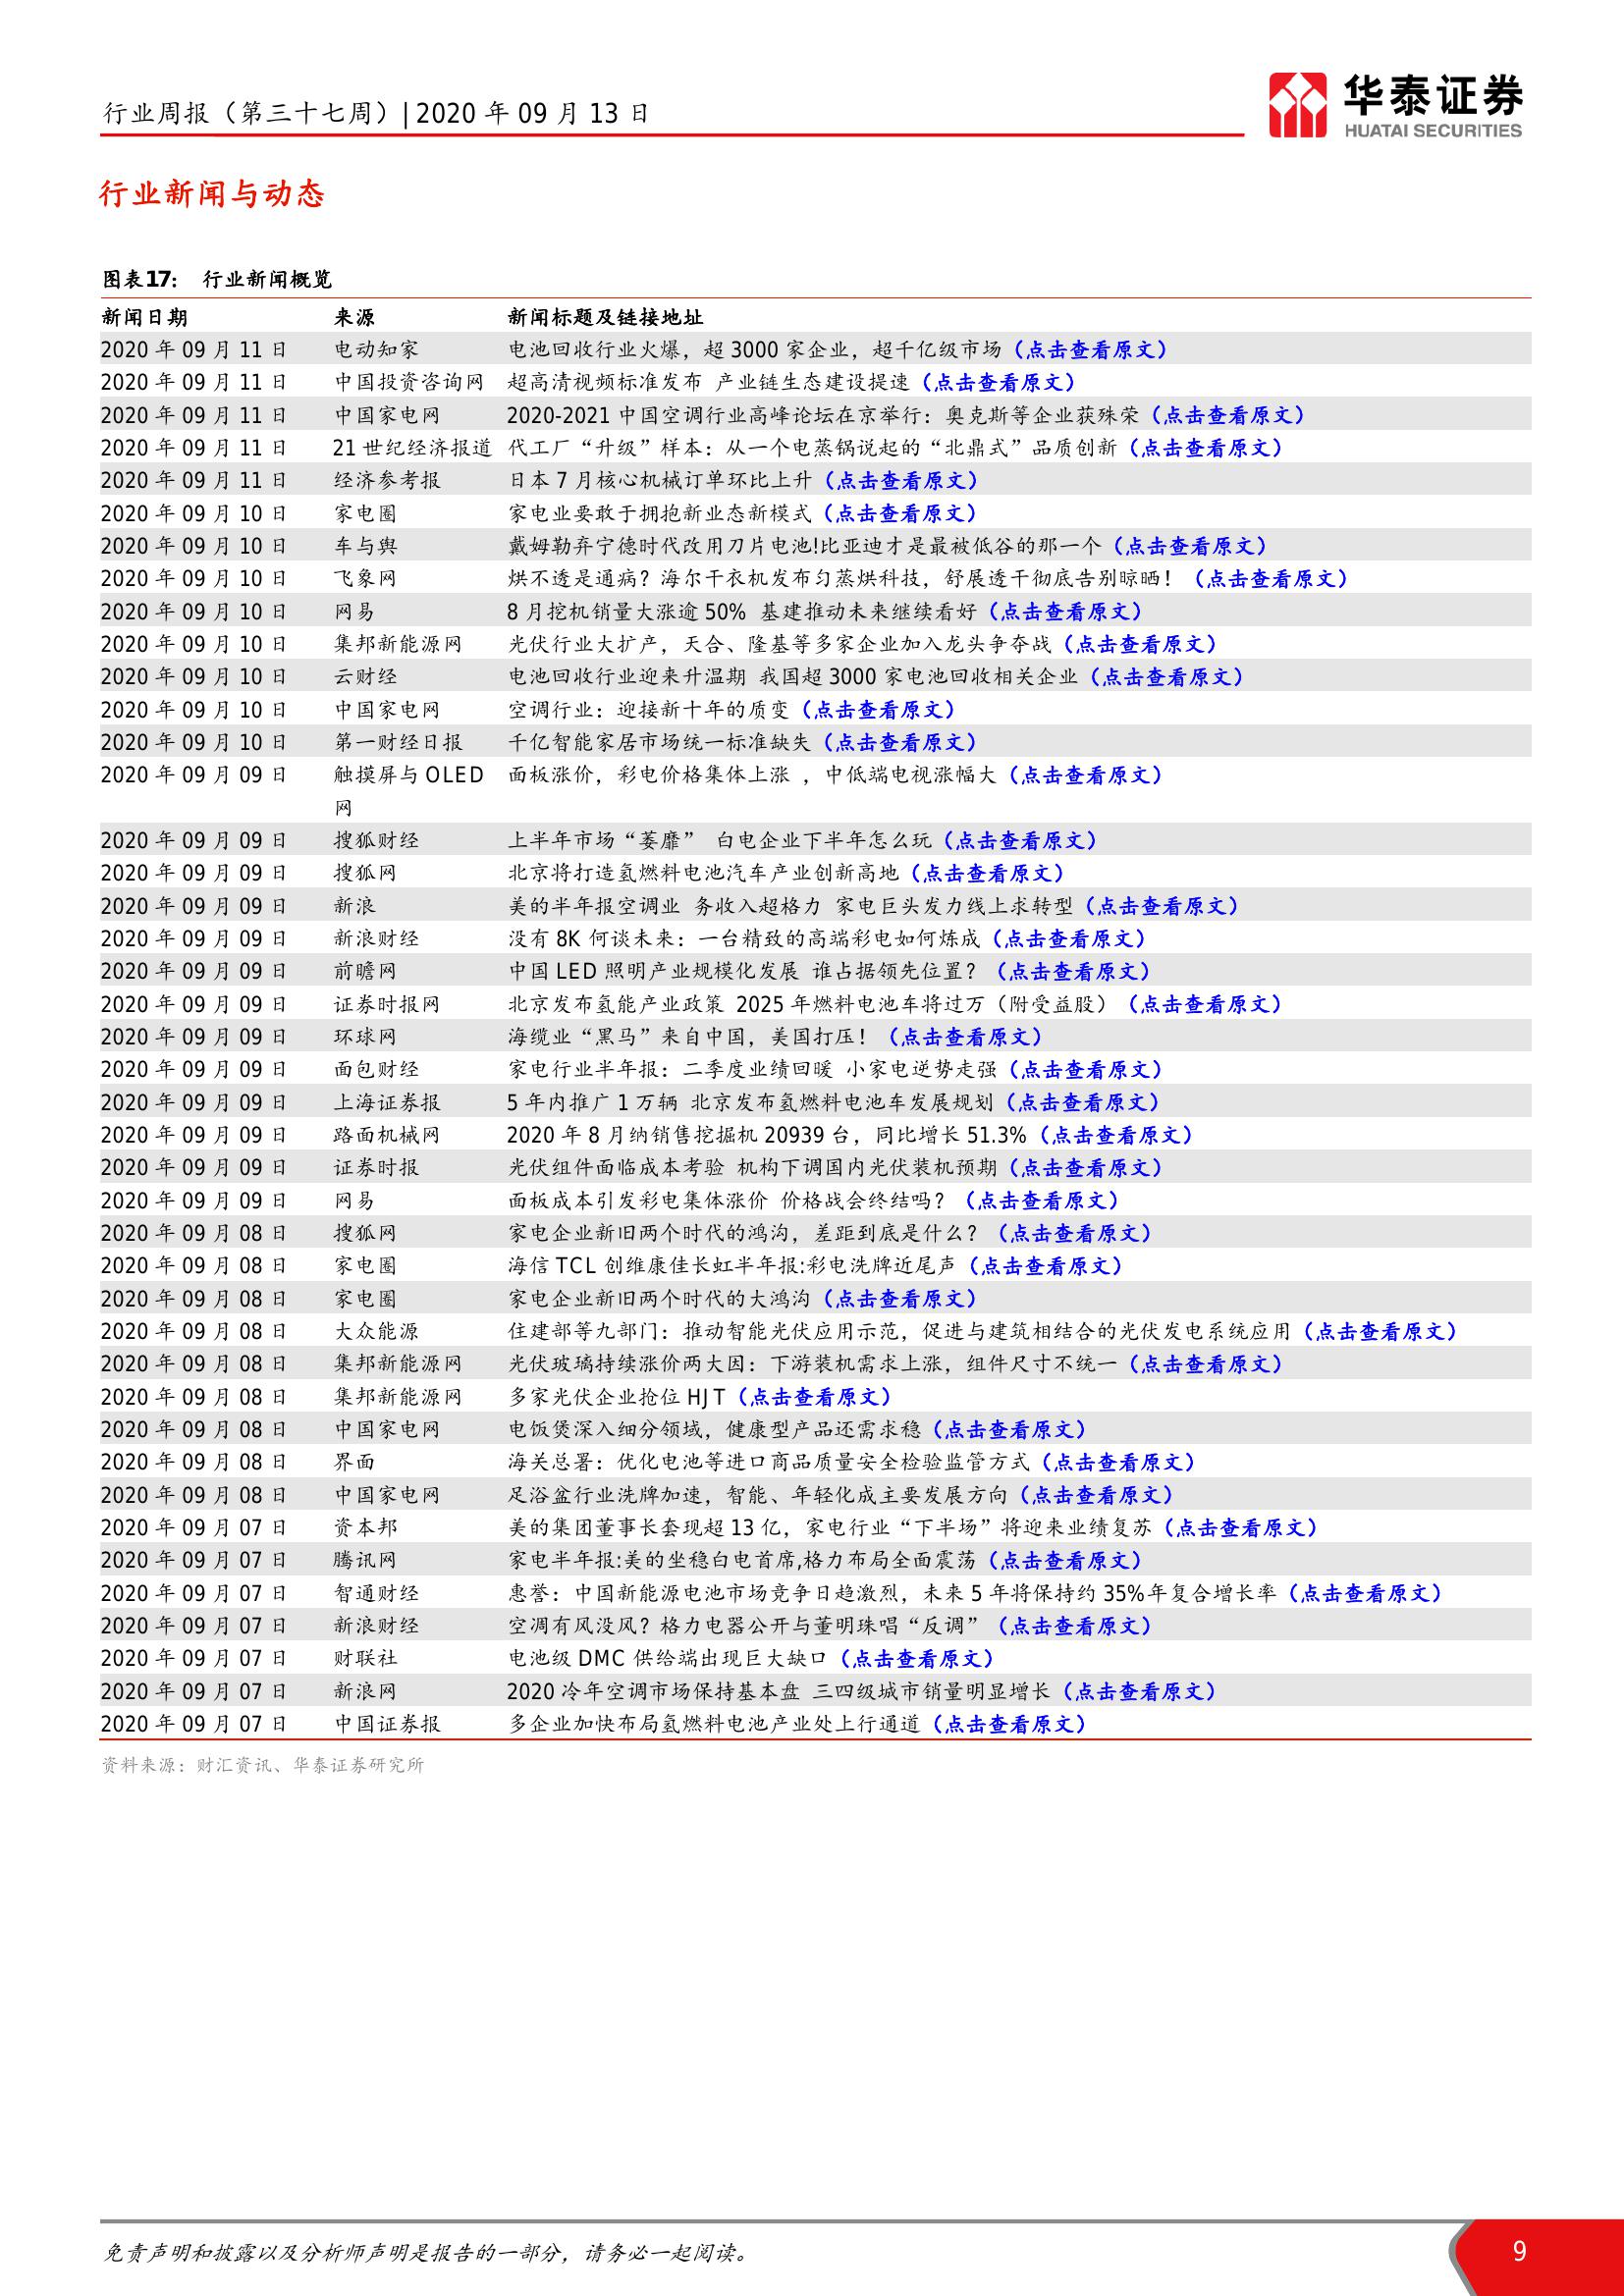 行业周报（第三十七周）| 2020 年 09 月 13 日
华泰证券
HUATAI SECURITIES
行业新闻与动态
图表17： 行业新闻概览
新闻日期 来源 新闻标题及链接地址
2020 年 09 月 11 日 电动知家 电池回收行业火爆，超 3000 家企业，超千亿级市场（点击查看原文）
2020 年 09 月 11 日 中国投资咨询网 超高清视频标准发布 产业链生态建设提速（点击查看原文）
2020 年 09 月 11 日 中国家电网 2020-2021 中国空调行业高峰论坛在京举行：奥克斯等企业获殊荣（点击查看原文）
2020 年 09 月 11 日 21 世纪经济报道 代工厂“升级”样本：从一个电蒸锅说起的“北鼎式”品质创新（点击查看原文）
2020 年 09 月 11 日 经济参考报 日本 7 月核心机械订单环比上升（点击查看原文）
2020 年 09 月 10 日 家电圈 家电业要敢于拥抱新业态新模式（点击查看原文）
2020 年 09 月 10 日 车与舆 戴姆勒弃宁德时代改用刀片电池!比亚迪才是最被低谷的那一个（点击查看原文）
2020 年 09 月 10 日 飞象网 烘不透是通病？海尔干衣机发布匀蒸烘科技，舒展透干彻底告别晾晒！（点击查看原文）
2020 年 09 月 10 日 网易 8 月挖机销量大涨逾 50% 基建推动未来继续看好（点击查看原文）
2020 年 09 月 10 日 集邦新能源网 光伏行业大扩产，天合、隆基等多家企业加入龙头争夺战（点击查看原文）
2020 年 09 月 10 日 云财经 电池回收行业迎来升温期 我国超 3000 家电池回收相关企业（点击查看原文）
2020 年 09 月 10 日 中国家电网 空调行业：迎接新十年的质变（点击查看原文）
2020 年 09 月 10 日 第一财经日报 千亿智能家居市场统一标准缺失（点击查看原文）
2020 年 09 月 09 日 触摸屏与 OLED 面板涨价，彩电价格集体上涨 ，中低端电视涨幅大（点击查看原文）
网
2020 年 09 月 09 日 搜狐财经 上半年市场“萎靡” 白电企业下半年怎么玩（点击查看原文）
2020 年 09 月 09 日 搜狐网 北京将打造氢燃料电池汽车产业创新高地（点击查看原文）
2020 年 09 月 09 日 新浪 美的半年报空调业 务收入超格力 家电巨头发力线上求转型（点击查看原文）
2020 年 09 月 09 日 新浪财经 没有 8K 何谈未来：一台精致的高端彩电如何炼成（点击查看原文）
2020 年 09 月 09 日 前瞻网 中国 LED 照明产业规模化发展 谁占据领先位置？（点击查看原文）
2020 年 09 月 09 日 证券时报网 北京发布氢能产业政策 2025 年燃料电池车将过万（附受益股）（点击查看原文）
2020 年 09 月 09 日 环球网 海缆业“黑马”来自中国，美国打压！（点击查看原文）
2020 年 09 月 09 日 面包财经 家电行业半年报：二季度业绩回暖 小家电逆势走强（点击查看原文）
2020 年 09 月 09 日 上海证券报 5 年内推广 1 万辆 北京发布氢燃料电池车发展规划（点击查看原文）
2020 年 09 月 09 日 路面机械网 2020 年 8 月纳销售挖掘机 20939 台，同比增长 51.3%（点击查看原文）
2020 年 09 月 09 日 证券时报 光伏组件面临成本考验 机构下调国内光伏装机预期（点击查看原文）
2020 年 09 月 09 日 网易 面板成本引发彩电集体涨价 价格战会终结吗？（点击查看原文）
2020 年 09 月 08 日 搜狐网 家电企业新旧两个时代的鸿沟，差距到底是什么？（点击查看原文）
2020 年 09 月 08 日 家电圈 海信 TCL 创维康佳长虹半年报:彩电洗牌近尾声（点击查看原文）
2020 年 09 月 08 日 家电圈 家电企业新旧两个时代的大鸿沟（点击查看原文）
2020 年 09 月 08 日 大众能源 住建部等九部门：推动智能光伏应用示范，促进与建筑相结合的光伏发电系统应用（点击查看原文）
2020 年 09 月 08 日 集邦新能源网 光伏玻璃持续涨价两大因：下游装机需求上涨，组件尺寸不统一（点击查看原文）
2020 年 09 月 08 日 集邦新能源网 多家光伏企业抢位 HJT（点击查看原文）
2020 年 09 月 08 日 中国家电网 电饭煲深入细分领域，健康型产品还需求稳（点击查看原文）
2020 年 09 月 08 日 界面 海关总署：优化电池等进口商品质量安全检验监管方式（点击查看原文）
2020 年 09 月 08 日 中国家电网 足浴盆行业洗牌加速，智能、年轻化成主要发展方向（点击查看原文）
2020 年 09 月 07 日 资本邦 美的集团董事长套现超 13 亿，家电行业“下半场”将迎来业绩复苏（点击查看原文）
2020 年 09 月 07 日 腾讯网 家电半年报:美的坐稳白电首席,格力布局全面震荡（点击查看原文）
2020 年 09 月 07 日 智通财经 惠誉：中国新能源电池市场竞争日趋激烈，未来 5 年将保持约 35%年复合增长率（点击查看原文）
2020 年 09 月 07 日 新浪财经 空凋有风没风？格力电器公开与董明珠唱“反调”（点击查看原文）
2020 年 09 月 07 日 财联社 电池级 DMC 供给端出现巨大缺口（点击查看原文）
2020 年 09 月 07 日 新浪网 2020 冷年空调市场保持基本盘 三四级城市销量明显增长（点击查看原文）
2020 年 09 月 07 日 中国证券报 多企业加快布局氢燃料电池产业处上行通道（点击查看原文）
资料来源：财汇资讯、华泰证券研究所
免责声明和披露以及分析师声明是报告的一部分，请务必一起阅读。
9